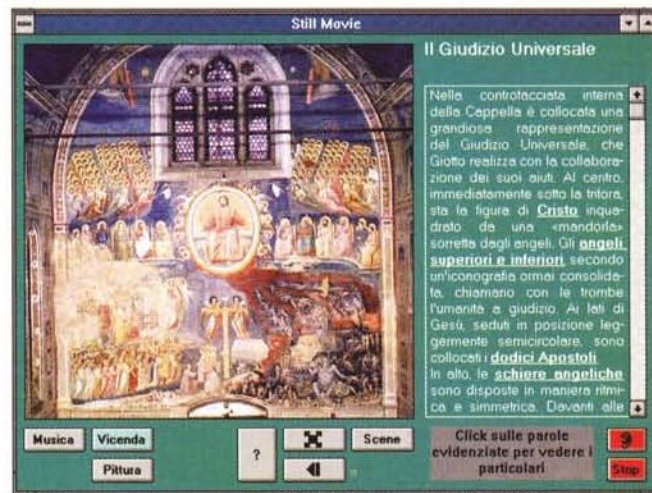 Still Movie
Il Giudizio Universale
Nella controfacciata interna
della Cappella è collocata una
grandiosa rappresentazione
del Giudizio Universale, che
Giotto realizza con la collabora-
zione dei suoi aiuti. Al centro,
immediatamente sotto la trifora,
sta la figura di Cristo inqua-
drato da una «mandorla»
sorretta dagli angeli. Gli angeli
superiori e inferiori, secondo
un'iconografia ormai consolida-
ta, chiamano con le trombe
l'umanità a giudizio. Ai lati di
Gesù, seduti in posizione leg-
germente semicircolare, sono
collocati i dodici Apostoli
In alto, le schiere angeliche
sono disposte in maniera ritmi-
ca e simmetrica. Davanti alle
Musica
Vicenda
Pittura
?
Scene
Click sulle parole
evidenziate per vedere i
particolari
Stop